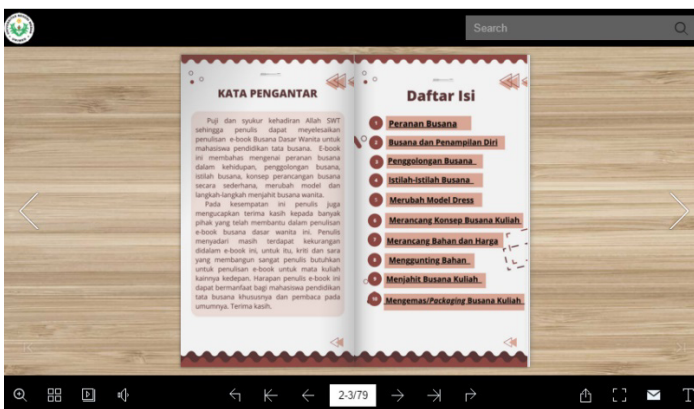 Search
KATA PENGANTAR
Puji dan syukur kehadiran Allah SWT
sehingga penulis dapat meyelesaikan
penulisan e-book Busana Dasar Wanita untuk
mahasiswa pendidikan tata busana. E-book
ini membahas mengenai peranan busana
dalam kehidupan, penggolongan busana,
istilah busana, konsep perancangan busana
secara sederhana, merubah model dan
langkah-langkah menjahit busana wanita.
Pada kesempatan ini penulis juga
mengucapkan terima kasih kepada banyak
pihak yang telah membantu dalam penulisan
e-book busana dasar wanita ini. Penulis
menyadari masih terdapat kekurangan
didalam e-book ini, untuk itu, kriti dan sara
yang membangun sangat penulis butuhkan
untuk penulisan e-book untuk mata kuliah
kainnya kedepan. Harapan penulis e-book ini
dapat bermanfaat bagi mahasiswa pendidikan
tata busana khususnya dan pembaca pada
umumnya. Terima kasih.
Daftar Isi
1 Peranan Busana
2 Busana dan Penampilan Diri
3 Penggolongan Busana
4 Istilah-Istilah Busana
5 Merubah Model Dress
6 Merancang Konsep Busana Kuliah
7 Merancang Bahan dan Harga
8 Menggunting Bahan
9 Menjahit Busana Kuliah
10 Mengemas/Packaging Busana Kuliah
2-3/79